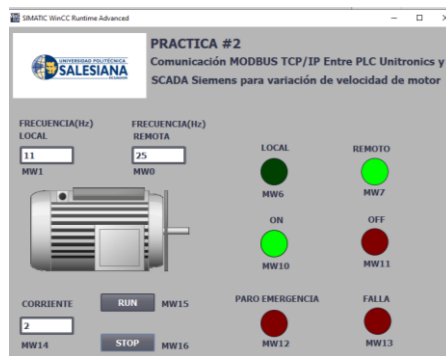 SIMATIC WinCC Runtime Advanced
PRACTICA #2
Comunicación MODBUS TCP/IP Entre PLC Unitronics y
SCADA Siemens para variación de velocidad de motor
UNIVERSIDAD POLITÉCNICA
SALESIANA
FRECUENCIA(Hz)
LOCAL
11
MW1
FRECUENCIA(Hz)
REMOTA
25
MW0
LOCAL
MW6
REMOTO
MW7
ON
MW10
OFF
MW11
CORRIENTE
2
MW14
RUN
MW15
STOP
MW16
PARO EMERGENCIA
MW12
FALLA
MW13